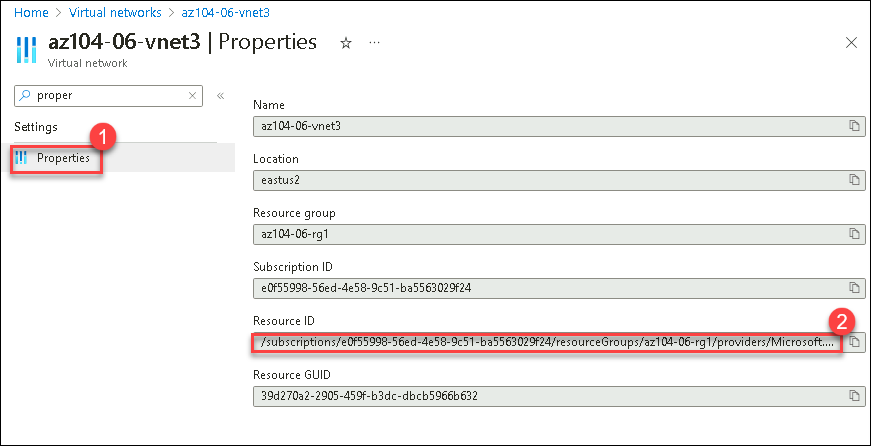 Home > Virtual networks > az104-06-vnet3
az104-06-vnet3 | Properties
Virtual network
proper
Settings
1
Properties
Name
az104-06-vnet3
Location
eastus2
Resource group
az104-06-rg1
Subscription ID
e0f55998-56ed-4e58-9c51-ba5563029f24
Resource ID
2
/subscriptions/e0f55998-56ed-4e58-9c51-ba5563029f24/resourceGroups/az104-06-rg1/providers/Microsoft....
Resource GUID
39d270a2-2905-459f-b3dc-dbcb5966b632